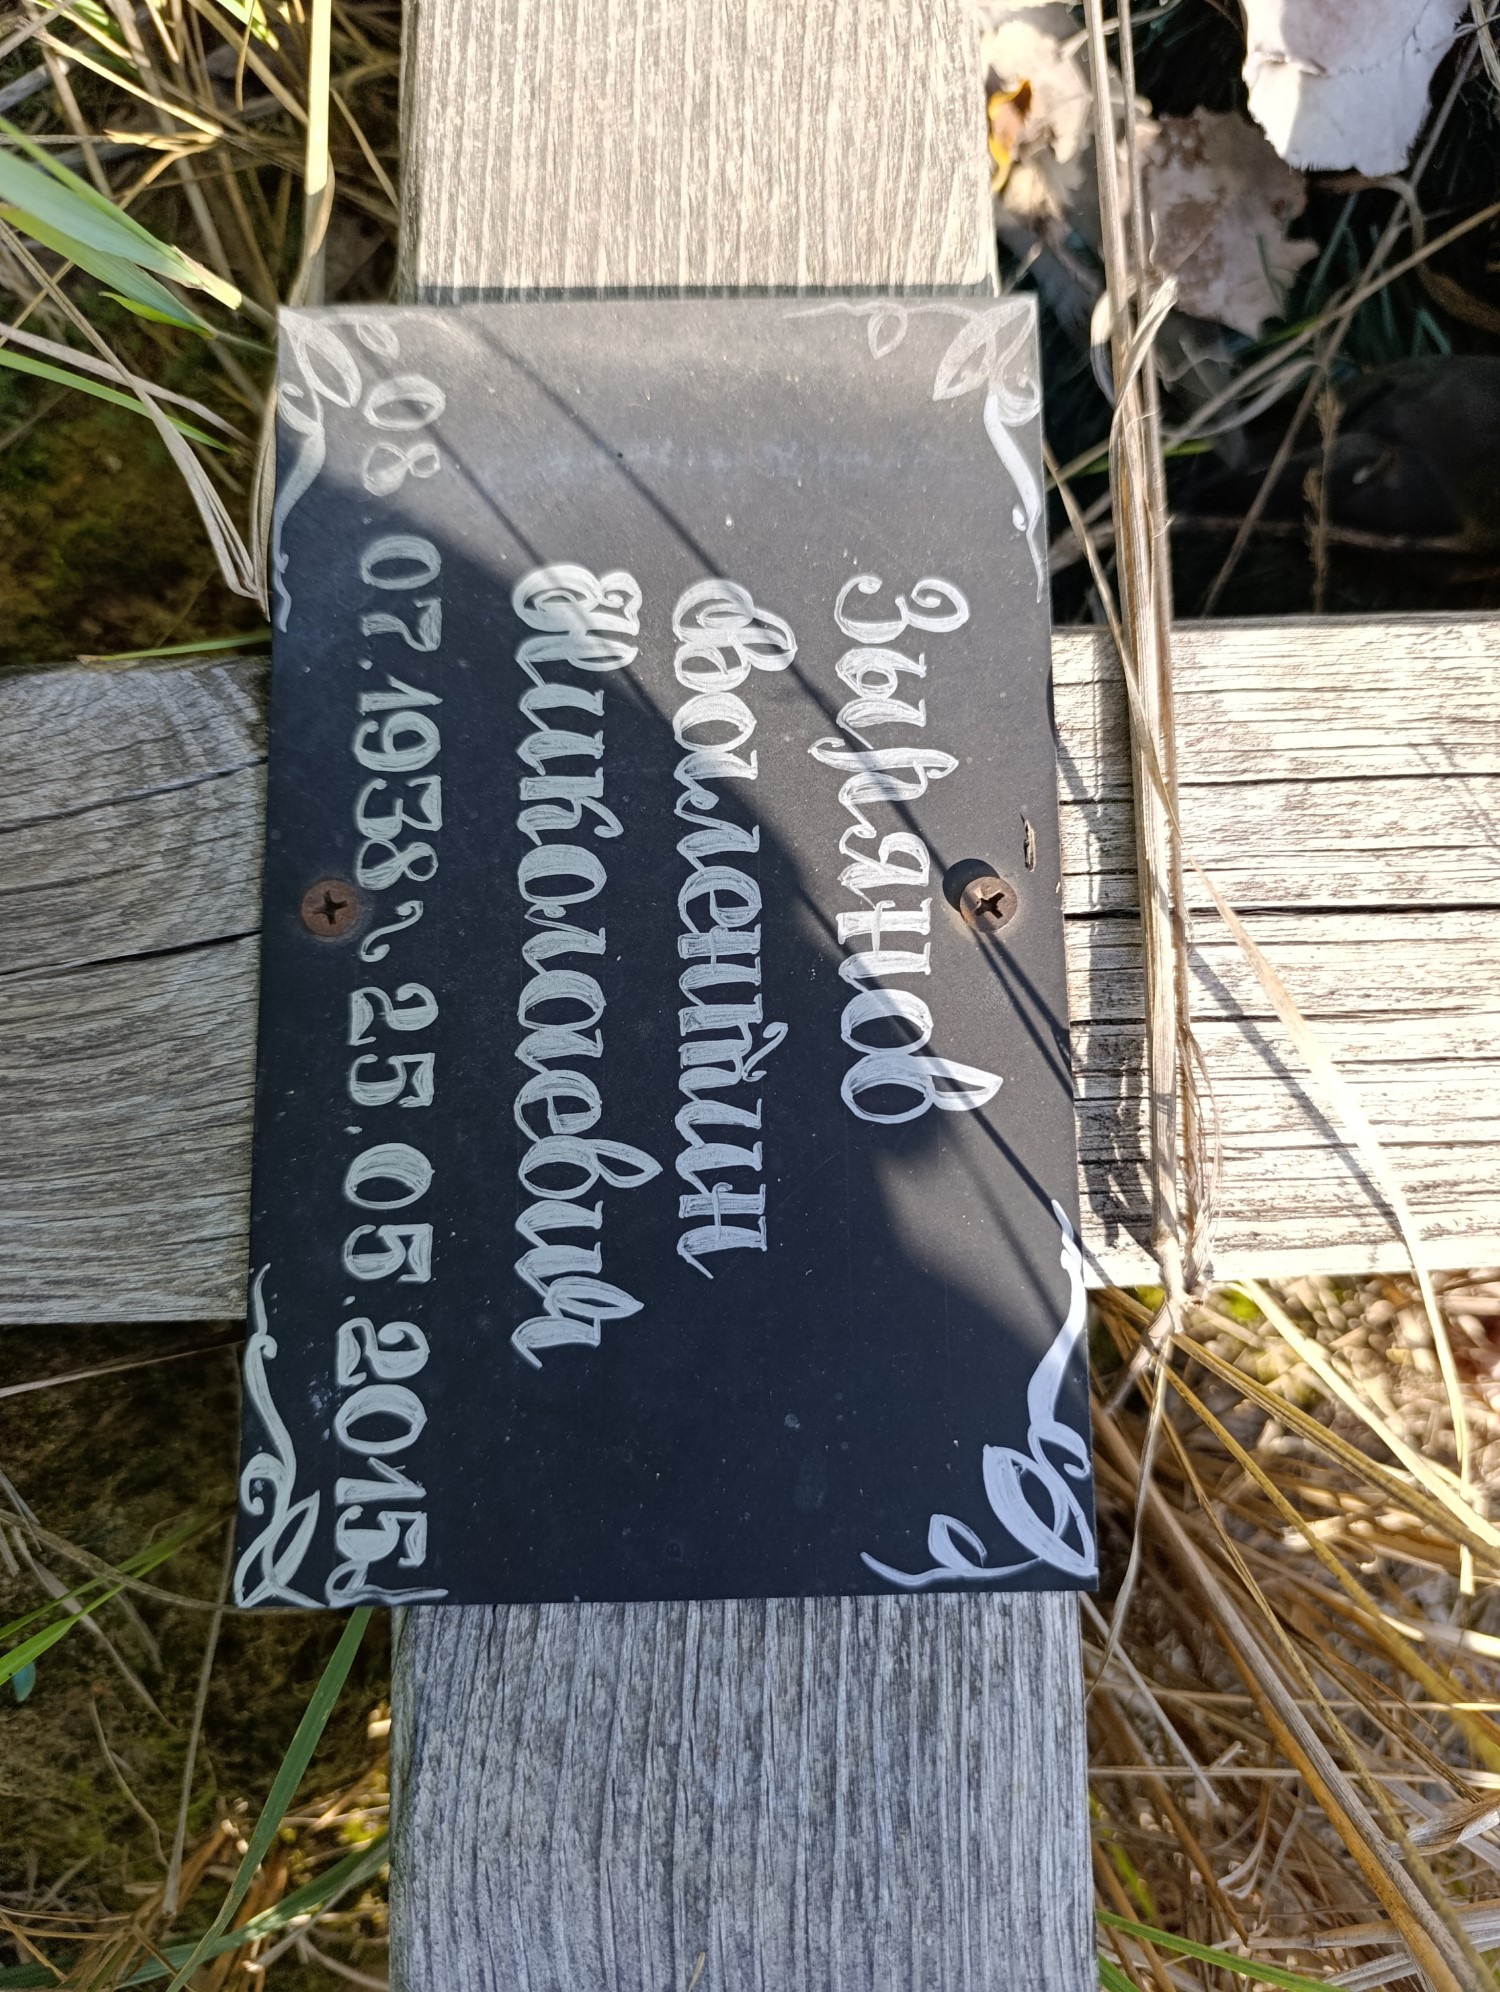 Зырянов
Валентин
Николаевич
08.07.1938 ~ 25.05.2015